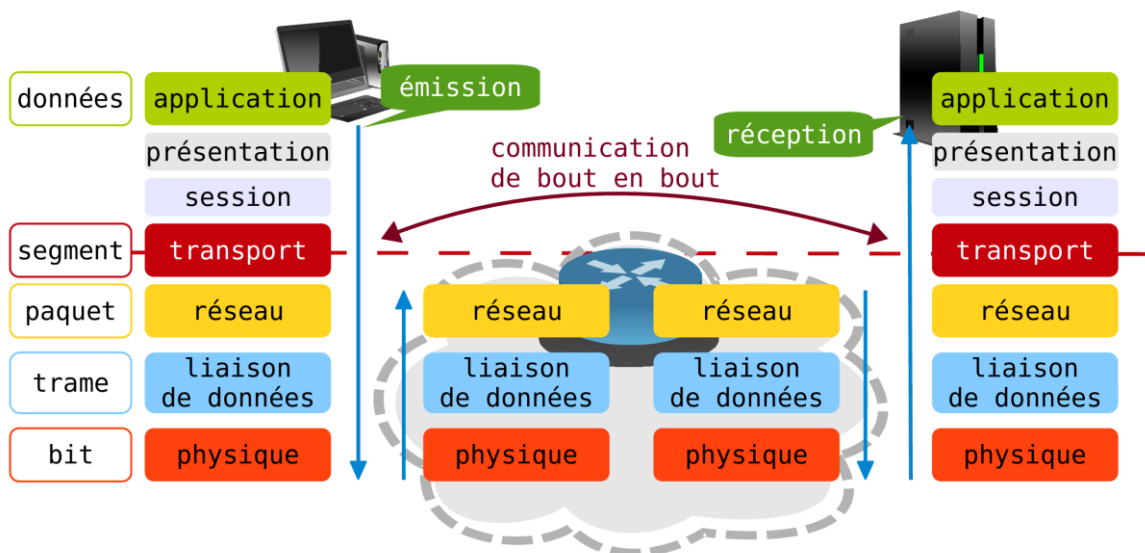 données
application
émission
application
réception
présentation
communication
de bout en bout
présentation
session
session
segment
transport
transport
paquet
réseau
réseau
réseau
réseau
trame
liaison
de données
liaison
de données
liaison
de données
liaison
de données
bit
physique
physique
physique
physique